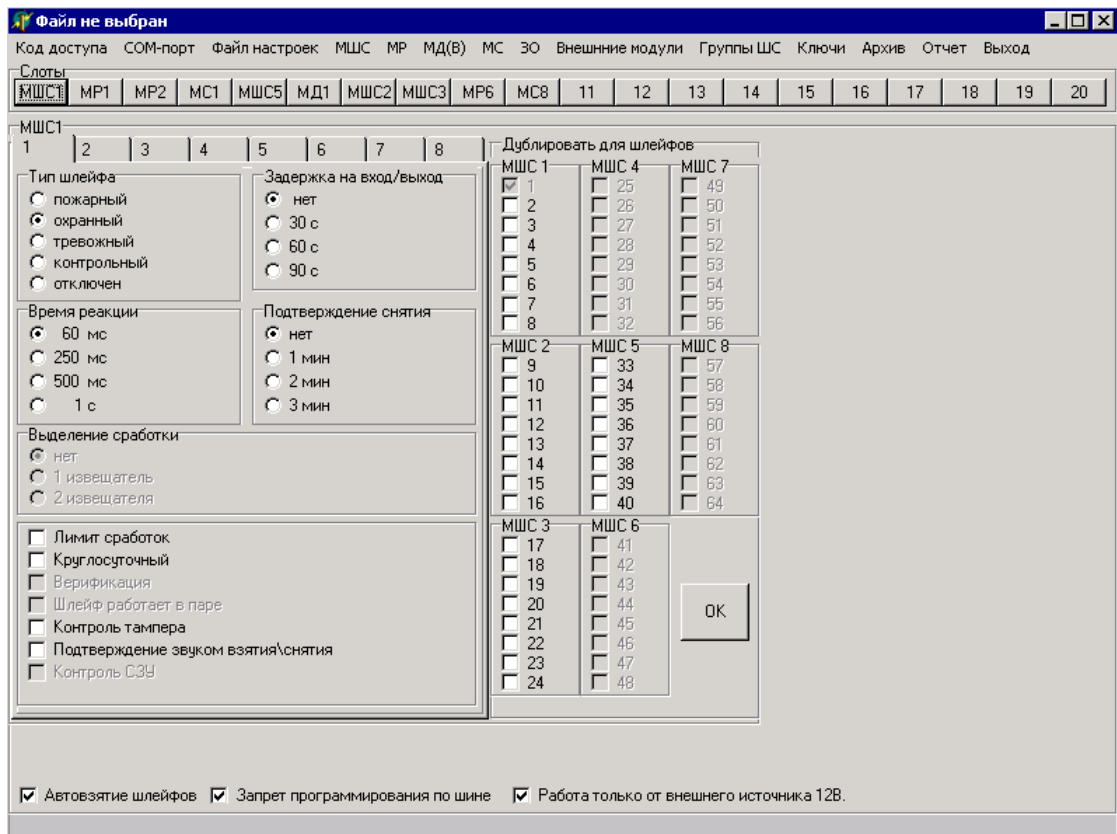 Файл не выбран
Код доступа COM-порт Файл настроек МШС МР МД(В) МС ЗО Внешнние модули Группы ШС Ключи Архив Отчет Выход
Слоты
МШС1 МР1 МР2 МС1 МШС5 МД1 МШС2 МШС3 МР6 МС8 11 12 13 14 15 16 17 18 19 20
МШС1
1 2 3 4 5 6 7 8
Тип шлейфа
пожарный
охранный
тревожный
контрольный
отключен
Задержка на вход/выход
нет
30 с
60 с
90 с
Время реакции
60 мс
250 мс
500 мс
1 с
Подтверждение снятия
нет
1 мин
2 мин
3 мин
Выделение сработки
нет
1 извещатель
2 извещателя
Лимит сработок
Круглосуточный
Верификация
Шлейф работает в паре
Контроль тампера
Подтверждение звуком взятия\снятия
Контроль СЗУ
Дублировать для шлейфов
МШС 1
1
2
3
4
5
6
7
8
МШС 4
25
26
27
28
29
30
31
32
МШС 7
49
50
51
52
53
54
55
56
МШС 2
9
10
11
12
13
14
15
16
МШС 5
33
34
35
36
37
38
39
40
МШС 8
57
58
59
60
61
62
63
64
МШС 3
17
18
19
20
21
22
23
24
МШС 6
41
42
43
44
45
46
47
48
ОК
Автовзятие шлейфов Запрет программирования по шине Работа только от внешнего источника 12В.